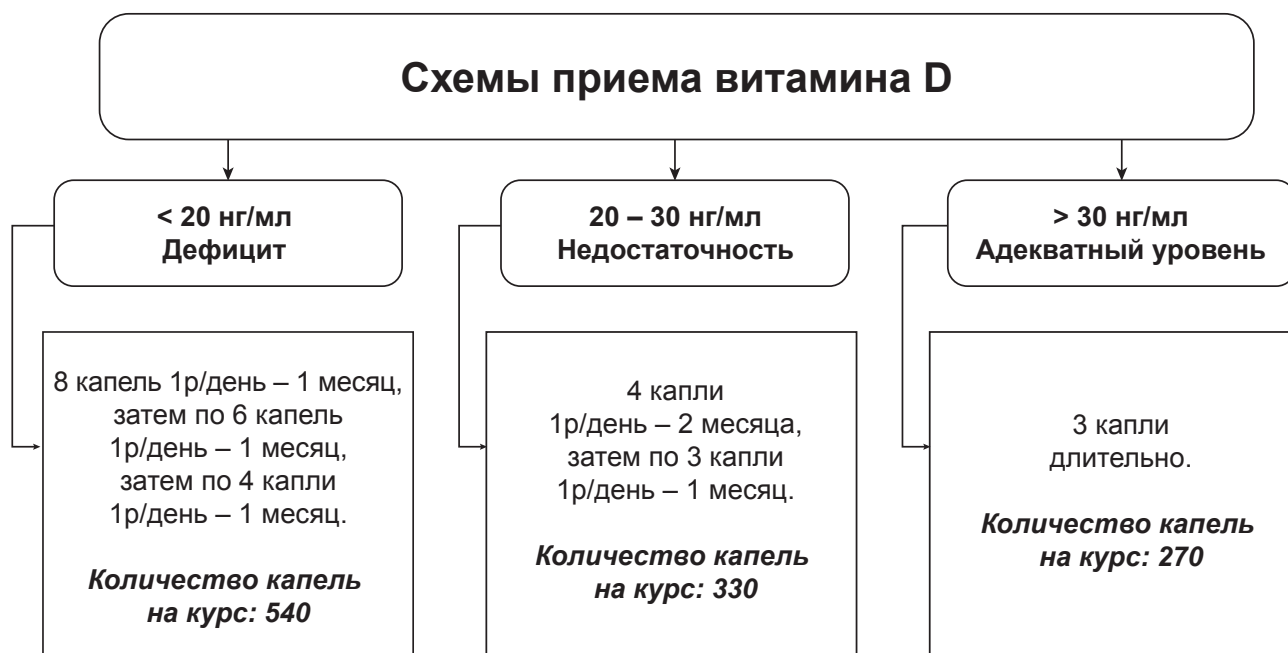 Схемы приема витамина D
< 20 нг/мл
Дефицит
8 капель 1р/день – 1 месяц,
затем по 6 капель
1р/день – 1 месяц,
затем по 4 капли
1р/день – 1 месяц.
Количество капель
на курс: 540
20 – 30 нг/мл
Недостаточность
4 капли
1р/день – 2 месяца,
затем по 3 капли
1р/день – 1 месяц.
Количество капель
на курс: 330
> 30 нг/мл
Адекватный уровень
3 капли
длительно.
Количество капель
на курс: 270